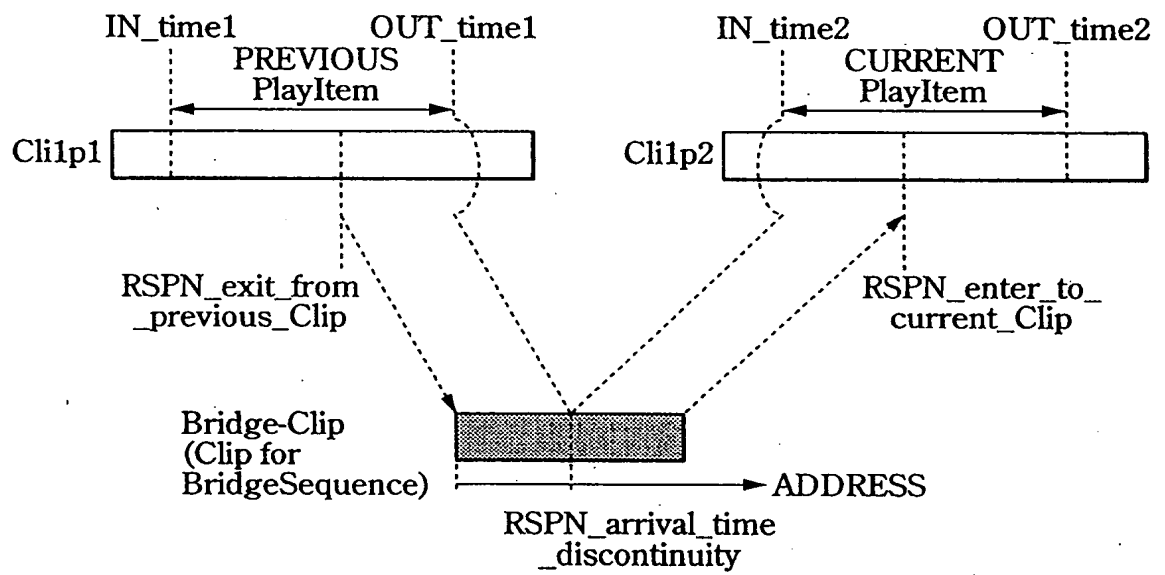 IN_time1
OUT_time1
IN_time2
OUT_time2
PREVIOUS
PlayItem
CURRENT
PlayItem
Cli1p1
Cli1p2
RSPN_exit_from
_previous_Clip
RSPN_enter_to_
current_Clip
Bridge-Clip
(Clip for
BridgeSequence)
ADDRESS
RSPN_arrival_time
_discontinuity